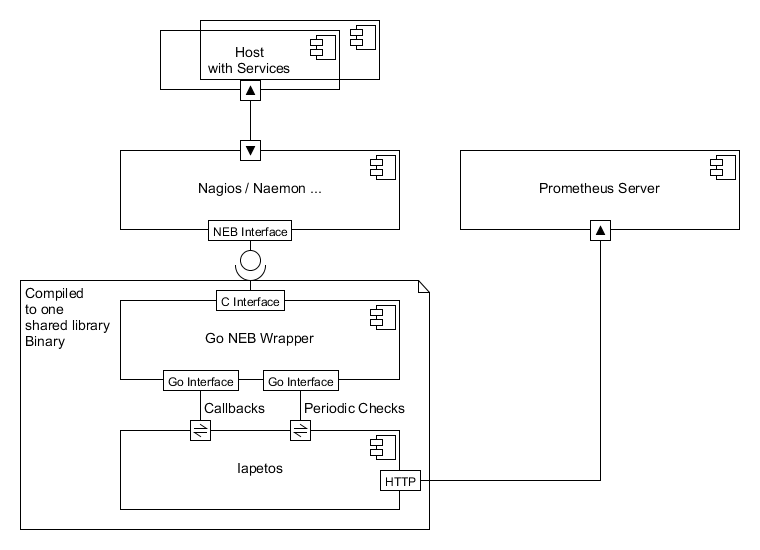 Host
with Services
Nagios / Naemon ...
Prometheus Server
NEB Interface
Compiled
to one
shared library
Binary
C Interface
Go NEB Wrapper
Go Interface
Go Interface
Callbacks
Periodic Checks
Iapetos
HTTP